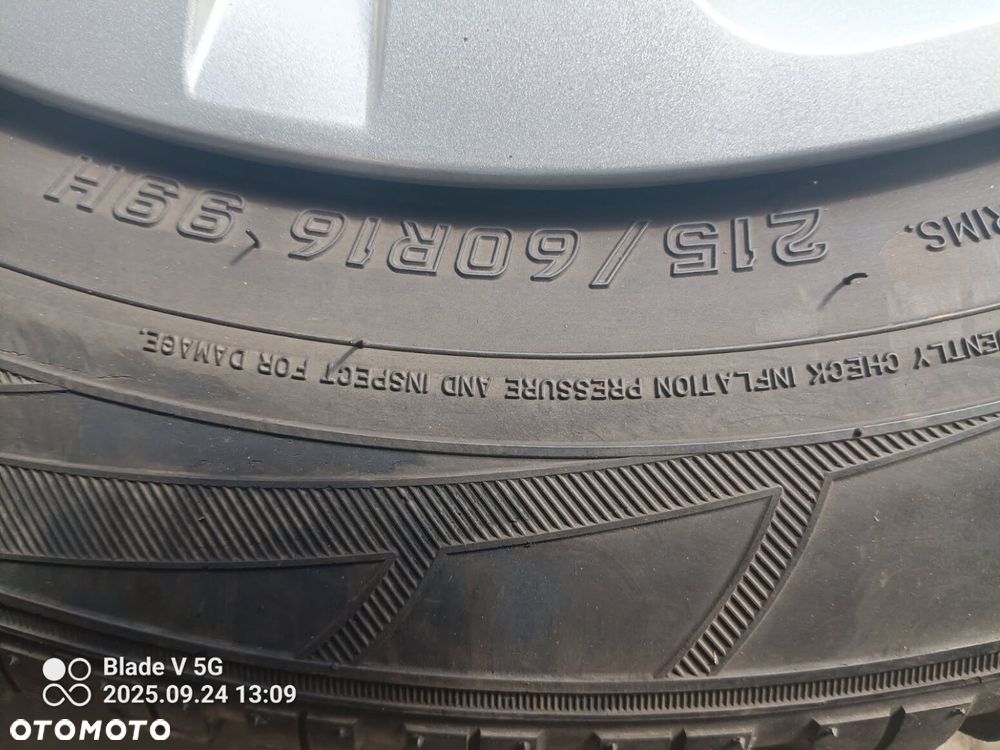 215/60R16 99H
RIMS.
ENTLY CHECK INFLATION PRESSURE AND INSPECT FOR DAMAGE.
Blade V 5G
2025.09.24 13:09
OTOMOTO